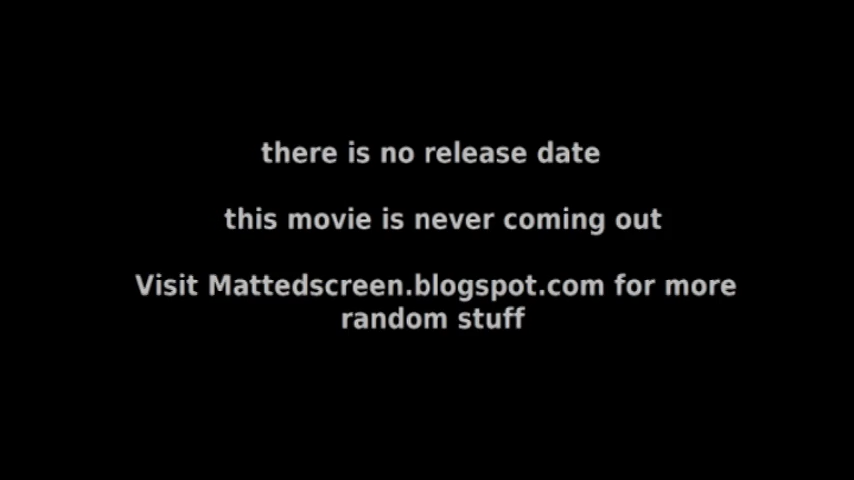 there is no release date
this movie is never coming out
Visit Mattedscreen.blogspot.com for more
random stuff